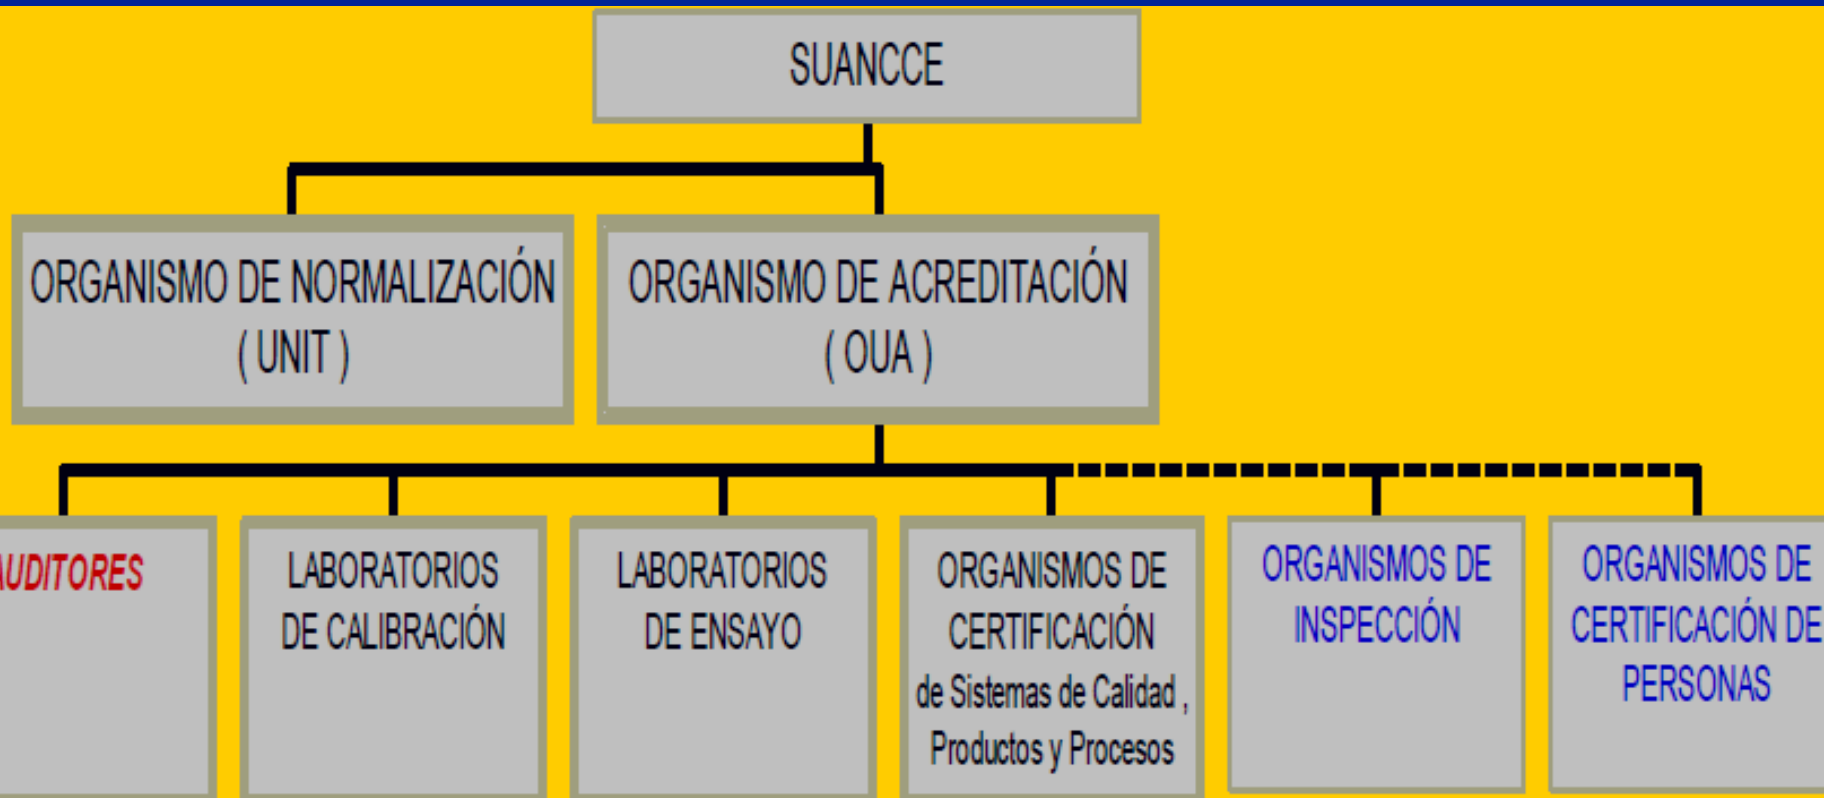 SUANCCE
ORGANISMO DE NORMALIZACIÓN
( UNIT )
ORGANISMO DE ACREDITACIÓN
( OUA )
AUDITORES
LABORATORIOS
DE CALIBRACIÓN
LABORATORIOS
DE ENSAYO
ORGANISMOS DE
CERTIFICACIÓN
de Sistemas de Calidad ,
Productos y Procesos
ORGANISMOS DE
INSPECCIÓN
ORGANISMOS DE
CERTIFICACIÓN DE
PERSONAS